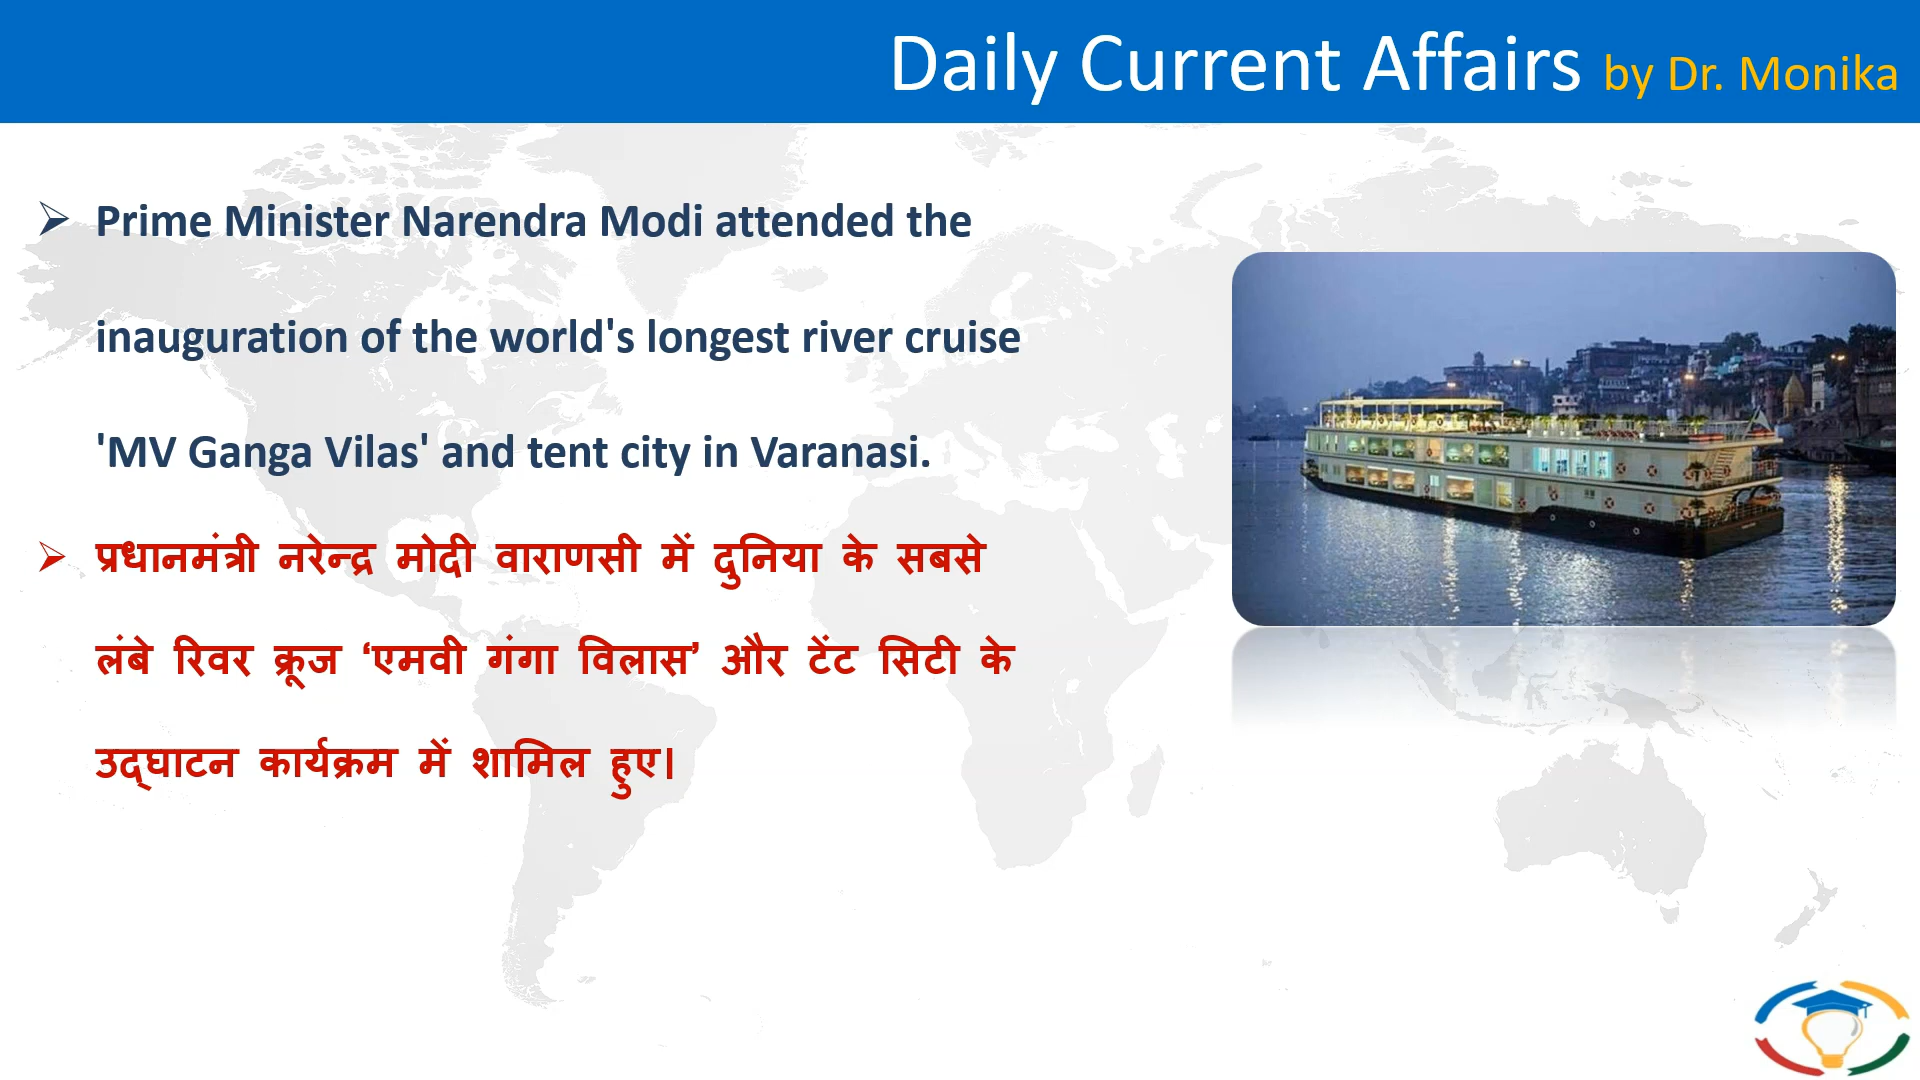 Daily Current Affairs by Dr. Monika
Prime Minister Narendra Modi attended the
inauguration of the world's longest river cruise
'MV Ganga Vilas' and tent city in Varanasi.
प्रधानमंत्री नरेन्द्र मोदी वाराणसी में दुनिया के सबसे
लंबे रिवर क्रूज ‘एमवी गंगा विलास’ और टेंट सिटी के
उद्घाटन कार्यक्रम में शामिल हुए।